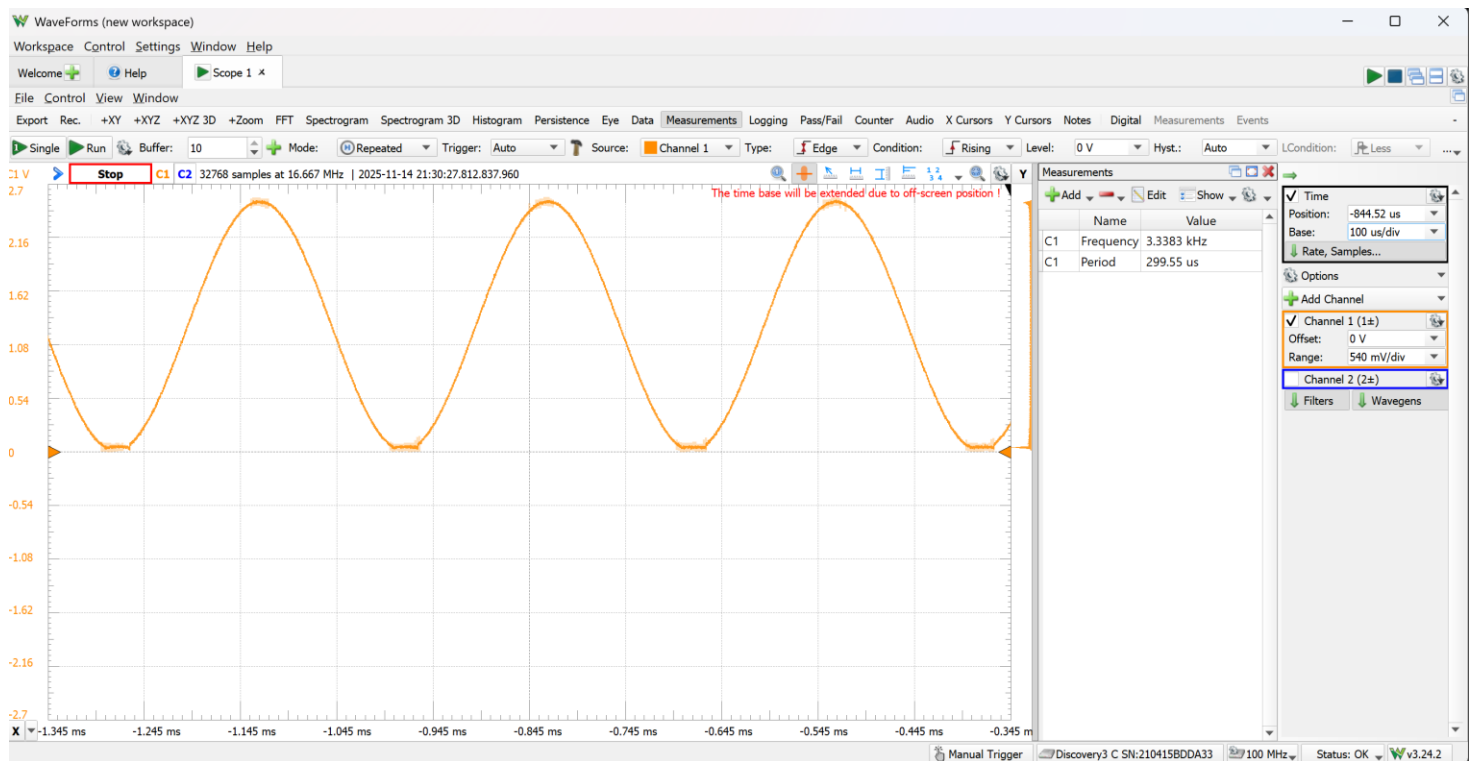 WaveForms (new workspace)
Workspace Control Settings Window Help
Welcome Help Scope 1 x
File Control View Window
Export Rec. +XY +XYZ +XYZ 3D +Zoom FFT Spectrogram Spectrogram 3D Histogram Persistence Eye Data Measurements Logging Pass/Fail Counter Audio X Cursors Y Cursors Notes Digital Measurements Events
Single Run Buffer: 10 Mode: Repeated Trigger: Auto Source: Channel 1 Type: Edge Condition: Rising Level: 0 V Hyst.: Auto LCondition: Less ...
C1 V Stop C1 C2 32768 samples at 16.667 MHz | 2025-11-14 21:30:27.812.837.960 Y
The time base will be extended due to off-screen position !
2.7
2.16
1.62
1.08
0.54
0
-0.54
-1.08
-1.62
-2.16
-2.7
X -1.345 ms -1.245 ms -1.145 ms -1.045 ms -0.945 ms -0.845 ms -0.745 ms -0.645 ms -0.545 ms -0.445 ms -0.345 m
Measurements
Add Edit Show
Name Value
C1 Frequency 3.3383 kHz
C1 Period 299.55 us
Time
Position: -844.52 us
Base: 100 us/div
Rate, Samples...
Options
Add Channel
Channel 1 (1±)
Offset: 0 V
Range: 540 mV/div
Channel 2 (2±)
Filters Wavegens
Manual Trigger Discovery3 C SN:210415BDDA33 100 MHz Status: OK v3.24.2